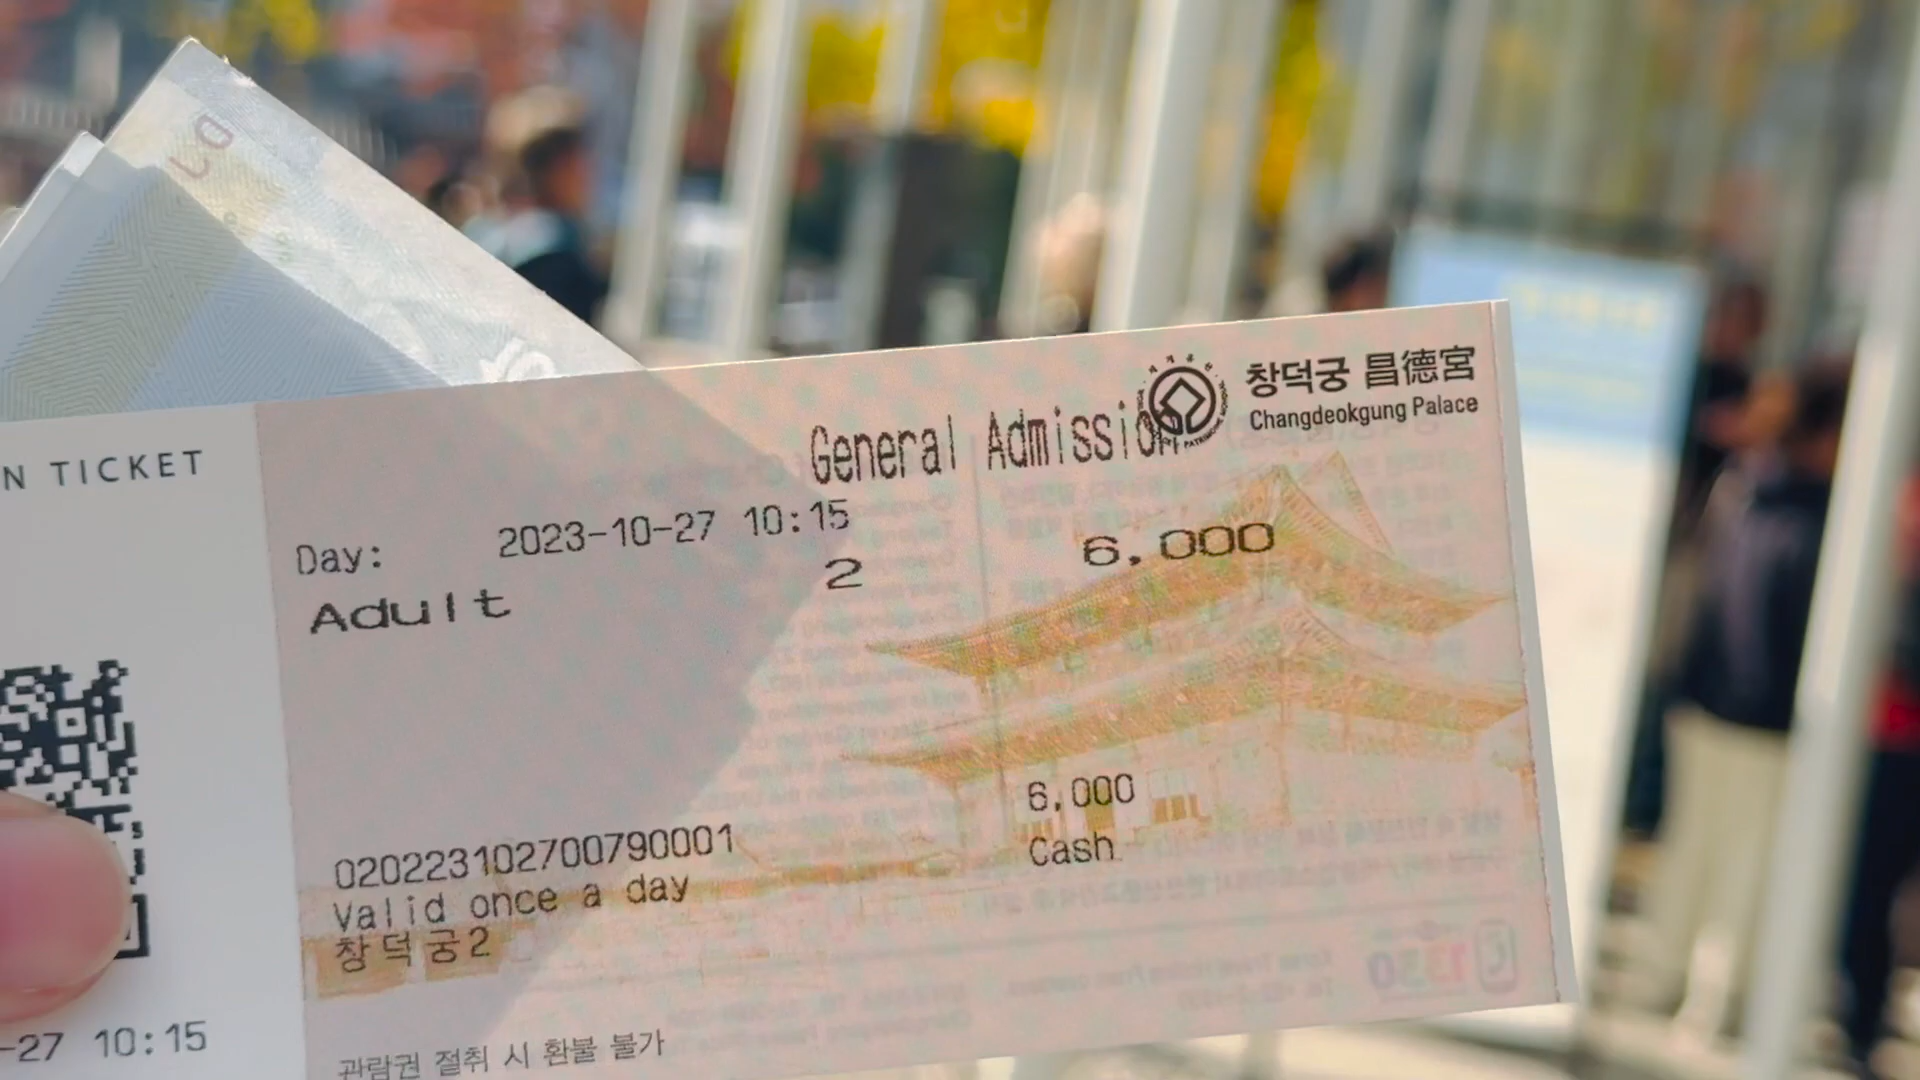 창덕궁 昌德宮
Changdeokgung Palace
General Admission
N TICKET
Day: 2023-10-27 10:15
Adult 2 6,000
6,000
Cash
020223102700790001
Valid once a day
창덕궁2
-27 10:15
관람권 절취 시 환불 불가
1330